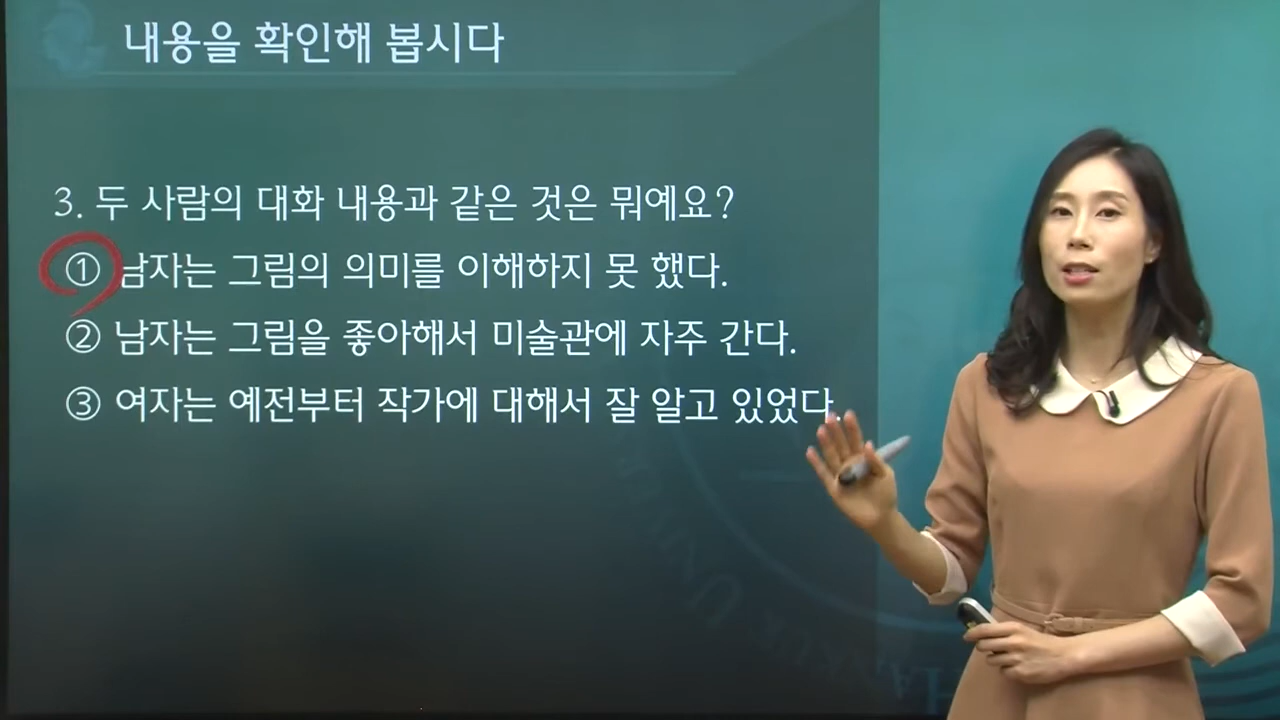 내용을 확인해 봅시다
3. 두 사람의 대화 내용과 같은 것은 뭐예요?
① 남자는 그림의 의미를 이해하지 못 했다.
② 남자는 그림을 좋아해서 미술관에 자주 간다.
③ 여자는 예전부터 작가에 대해서 잘 알고 있었다.